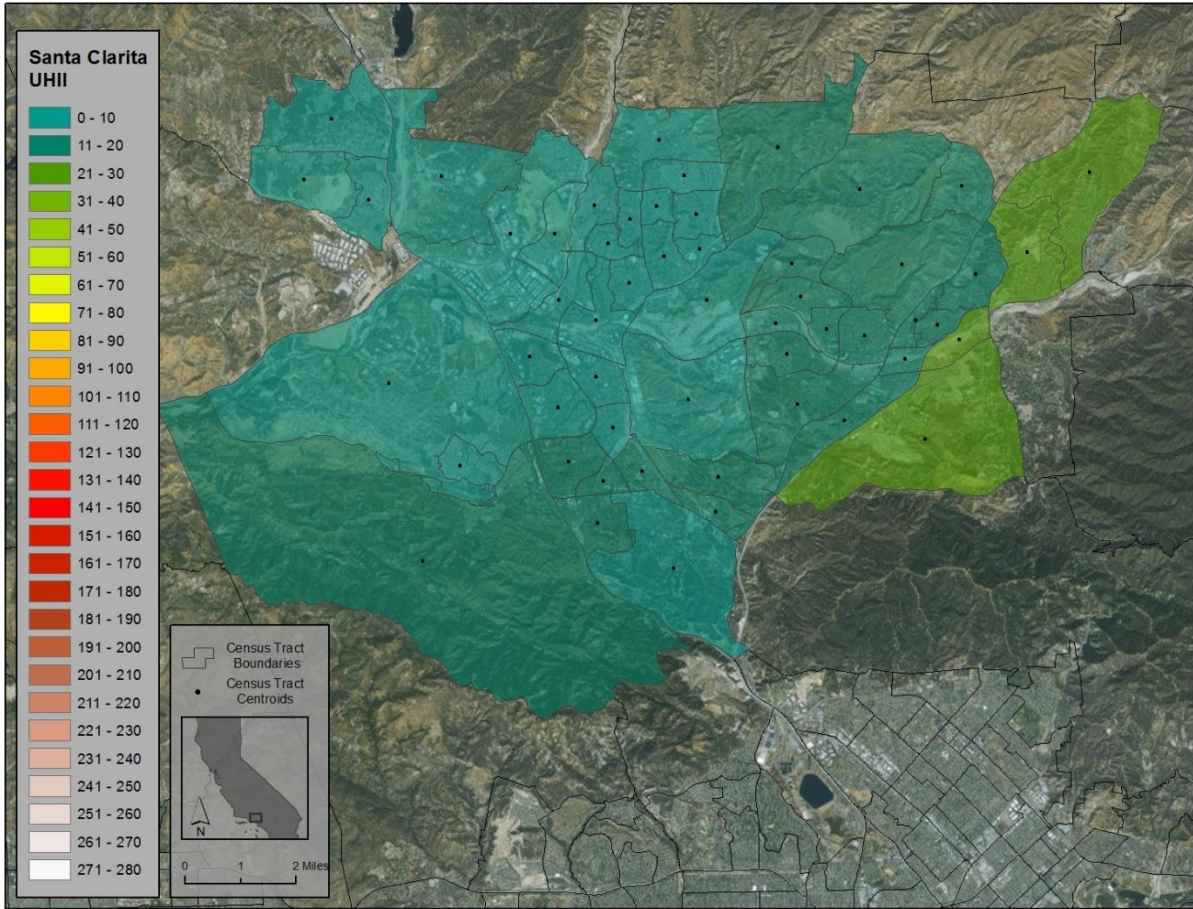 Santa Clarita
UHII
0 - 10
11 - 20
21 - 30
31 - 40
41 - 50
51 - 60
61 - 70
71 - 80
81 - 90
91 - 100
101 - 110
111 - 120
121 - 130
131 - 140
141 - 150
151 - 160
161 - 170
171 - 180
181 - 190
191 - 200
201 - 210
211 - 220
221 - 230
231 - 240
241 - 250
251 - 260
261 - 270
271 - 280
Census Tract
Boundaries
Census Tract
Centroids
N
0 1 2 Miles